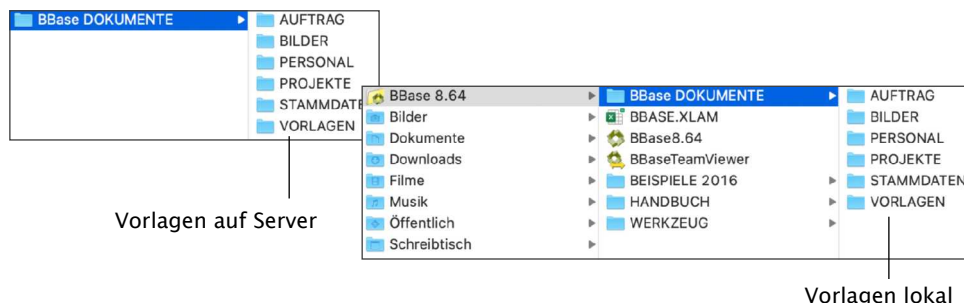 BBase DOKUMENTE
AUFTRAG
BILDER
PERSONAL
PROJEKTE
STAMMDATE
VORLAGEN
Vorlagen auf Server
BBase 8.64
Bilder
Dokumente
Downloads
Filme
Musik
Öffentlich
Schreibtisch
BBase DOKUMENTE
BBASE.XLAM
BBase8.64
BBaseTeamViewer
BEISPIELE 2016
HANDBUCH
WERKZEUG
AUFTRAG
BILDER
PERSONAL
PROJEKTE
STAMMDATEN
VORLAGEN
Vorlagen lokal